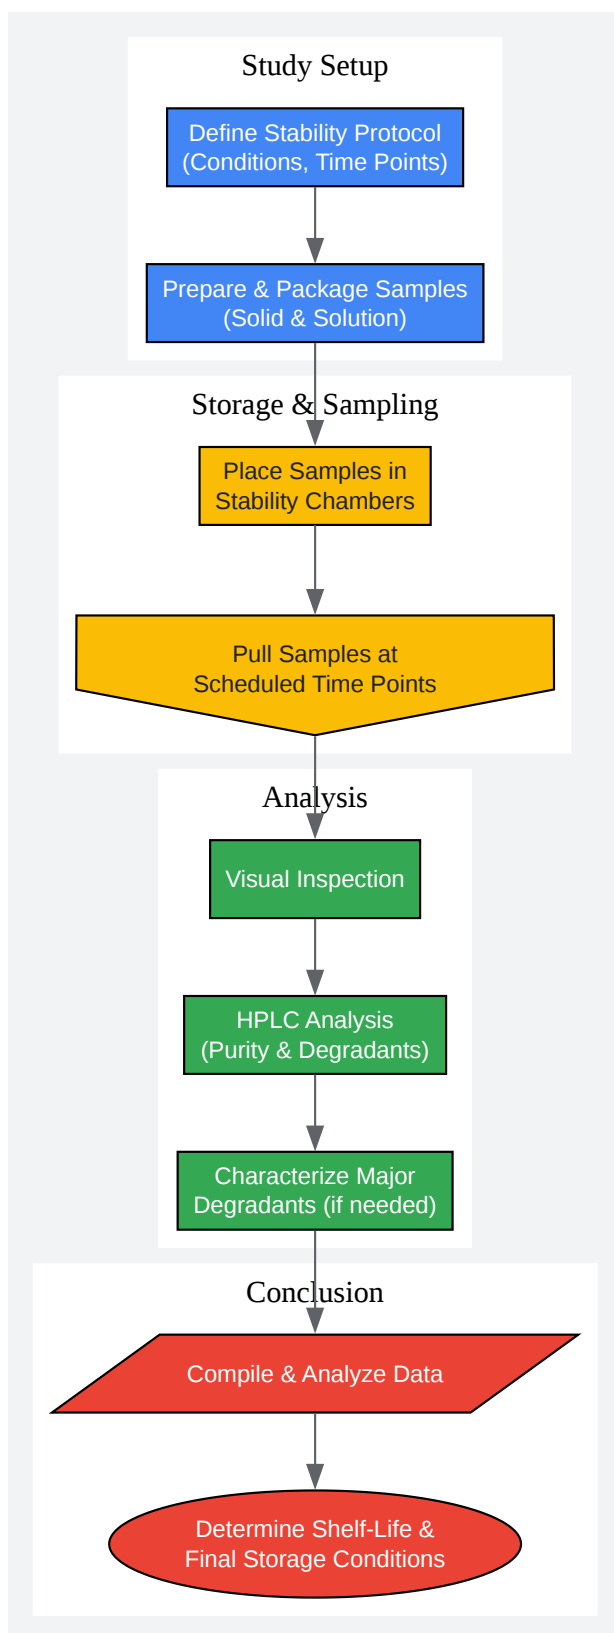 Study Setup
Define Stability Protocol
(Conditions, Time Points)
Prepare & Package Samples
(Solid & Solution)
Storage & Sampling
Place Samples in
Stability Chambers
Pull Samples at
Scheduled Time Points
Analysis
Visual Inspection
HPLC Analysis
(Purity & Degradants)
Characterize Major
Degradants (if needed)
Conclusion
Compile & Analyze Data
Determine Shelf-Life &
Final Storage Conditions